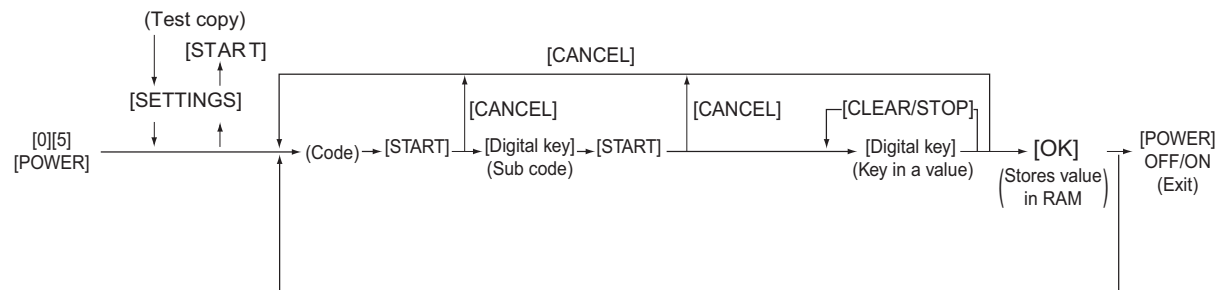 (Test copy)
[START]
[CANCEL]
[SETTINGS]
[CANCEL]
[CANCEL]
[CLEAR/STOP]
[0][5]
[POWER]
(Code)
[START]
[Digital key]
(Sub code)
[START]
[Digital key]
(Key in a value)
[OK]
(Stores value
in RAM)
[POWER]
OFF/ON
(Exit)